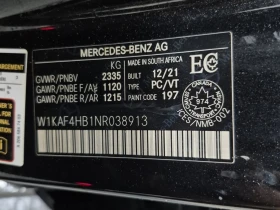 MERCEDES-BENZ AG
MADE IN SOUTH AFRICA
KG
GVWR/PNBV 2335 BUILT 12/21
GAWR/PNBE F/AV 1120 TYPE PC/VT
GAWR/PNBE R/AR 1215 PAINT 197
EC
CANADA
974
ICES/NMB-002
W1KAF4HB1NR038913